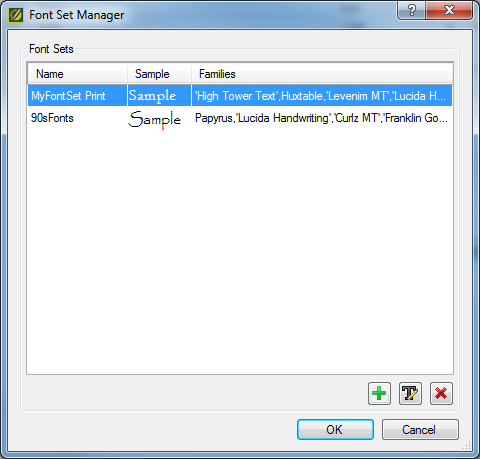 Font Set Manager
Font Sets
Name Sample Families
MyFontSet Print Sample 'High Tower Text',Huxtable,'Levenim MT','Lucida H...
90sFonts Sample Papyrus,'Lucida Handwriting','Curlz MT','Franklin Go...
OK Cancel